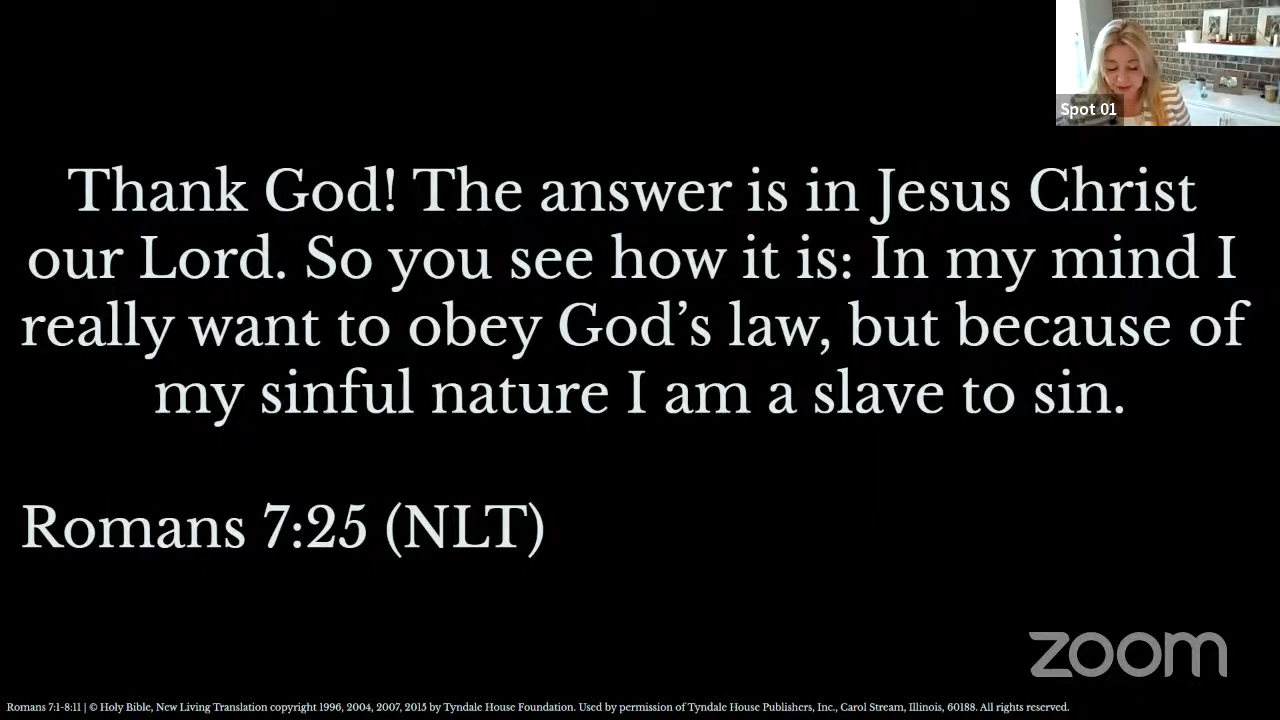 Spot 01
Thank God! The answer is in Jesus Christ
our Lord. So you see how it is: In my mind I
really want to obey God’s law, but because of
my sinful nature I am a slave to sin.
Romans 7:25 (NLT)
zoom
Romans 7:1-8:11 | © Holy Bible, New Living Translation copyright 1996, 2004, 2007, 2015 by Tyndale House Foundation. Used by permission of Tyndale House Publishers, Inc., Carol Stream, Illinois, 60188. All rights reserved.